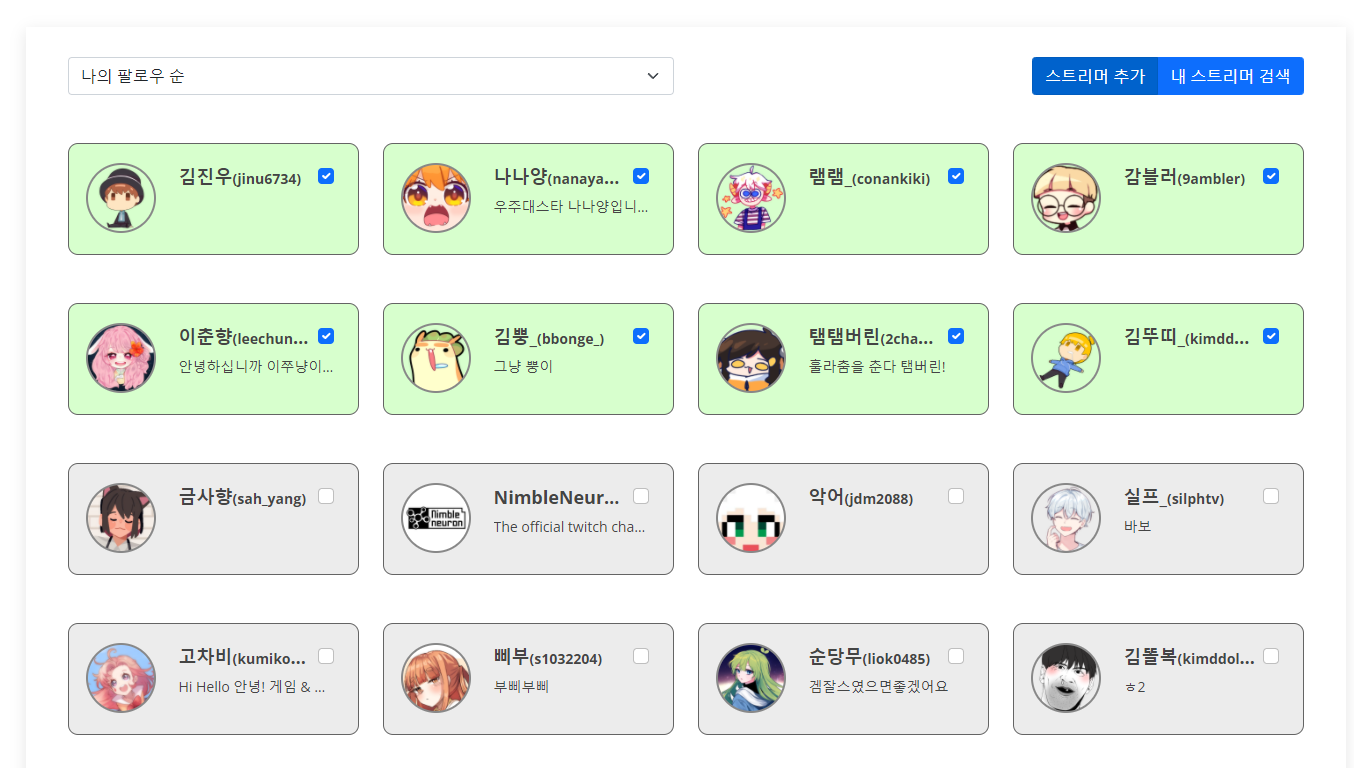 나의 팔로우 순
스트리머 추가
내 스트리머 검색
김진우(jinu6734)
나나양(nanaya...
우주대스타 나나양입니...
램램_(conankiki)
감블러(9ambler)
이춘향(leechun...
안녕하십니까 이쭈냥이...
김뿡_(bbonge_)
그냥 뿡이
탬탬버린(2cha...
훌라춤을 춘다 탬버린!
김뚜띠_(kimdd...
금사향(sah_yang)
NimbleNeur...
Nimble
neuron
The official twitch cha...
악어(jdm2088)
실프_(silphtv)
바보
고차비(kumiko...
Hi Hello 안녕! 게임 & ...
삐부(s1032204)
부삐부삐
순당무(liok0485)
겜잘스였으면좋겠어요
김똘복(kimddol...
ㅎ2